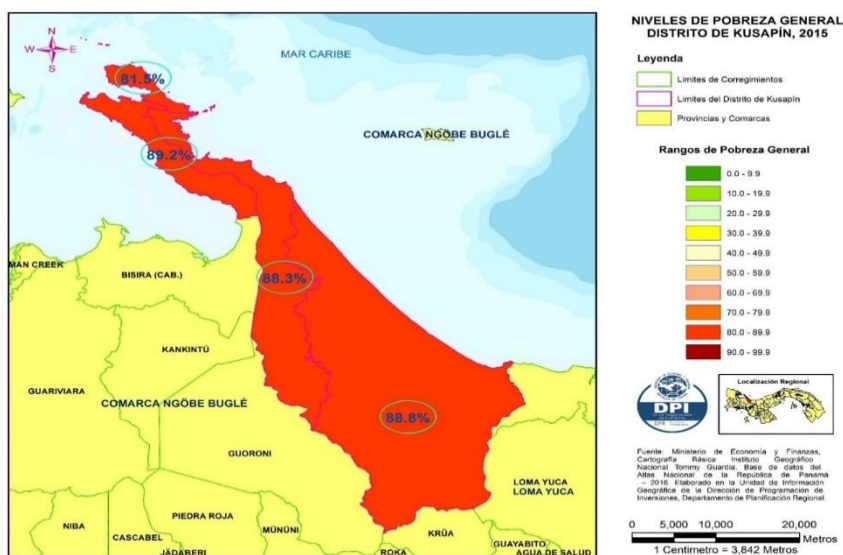 NIVELES DE POBREZA GENERAL
DISTRITO DE KUSAPÍN, 2015
Leyenda
Limites de Corregimientos
Limites del Distrito de Kusapín
Provincias y Comarcas
Rangos de Pobreza General
0.0 - 9.9
10.0 - 19.9
20.0 - 29.9
30.0 - 39.9
40.0 - 49.9
50.0 - 59.9
60.0 - 69.9
70.0 - 79.9
80.0 - 89.9
90.0 - 99.9
N
W E
S
MAR CARIBE
81.5%
COMARCA NGÖBE BUGLÉ
89.2%
88.3%
MAN CREEK
BISIRA (CAB.)
KANKINTÚ
GUARIVIARA
COMARCA NGÖBE BUGLÉ
88.8%
GUORONI
LOMA YUCA
LOMA YUCA
PIEDRA ROJA
NIBA
CASCABEL
MÜNÜNI
KRÜA
JÄDABERI
ROKA
GUAYABITO
AGUA DE SALUD
DPI
Localización Regional
Fuente: Ministerio de Economía y Finanzas,
Cartografía Básica Instituto Geográfico
Nacional Tommy Guardia. Base de datos del
Atlas Nacional de la República de Panamá
– 2016. Elaborado en la Unidad de Información
Geográfica de la Dirección de Programación de
Inversiones, Departamento de Planificación Regional.
0 5,000 10,000 20,000
Metros
1 Centimetro = 3,842 Metros